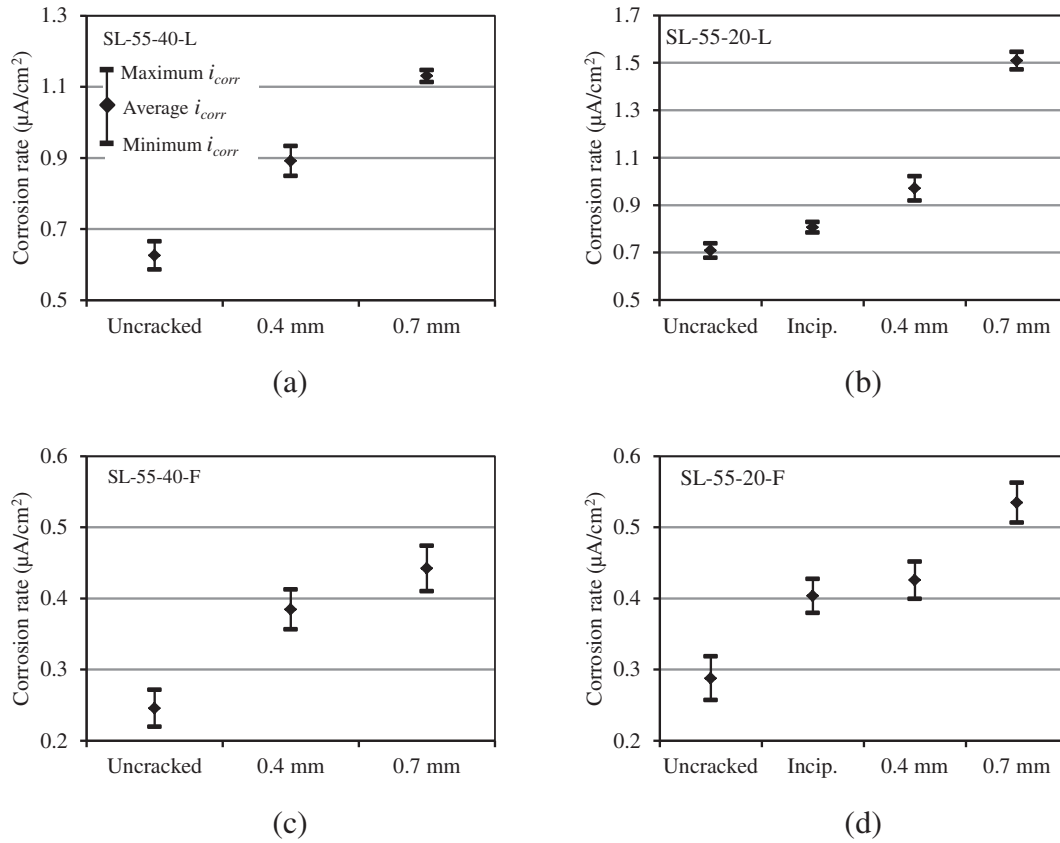 1.3
1.1
0.9
0.7
0.5
Corrosion rate (µA/cm²)
SL-55-40-L
Maximum i_corr
Average i_corr
Minimum i_corr
Uncracked 0.4 mm 0.7 mm
(a)
1.7
1.5
1.3
1.1
0.9
0.7
0.5
Corrosion rate (µA/cm²)
SL-55-20-L
Uncracked Incip. 0.4 mm 0.7 mm
(b)
0.6
0.5
0.4
0.3
0.2
Corrosion rate (µA/cm²)
SL-55-40-F
Uncracked 0.4 mm 0.7 mm
(c)
0.6
0.5
0.4
0.3
0.2
Corrosion rate (µA/cm²)
SL-55-20-F
Uncracked Incip. 0.4 mm 0.7 mm
(d)